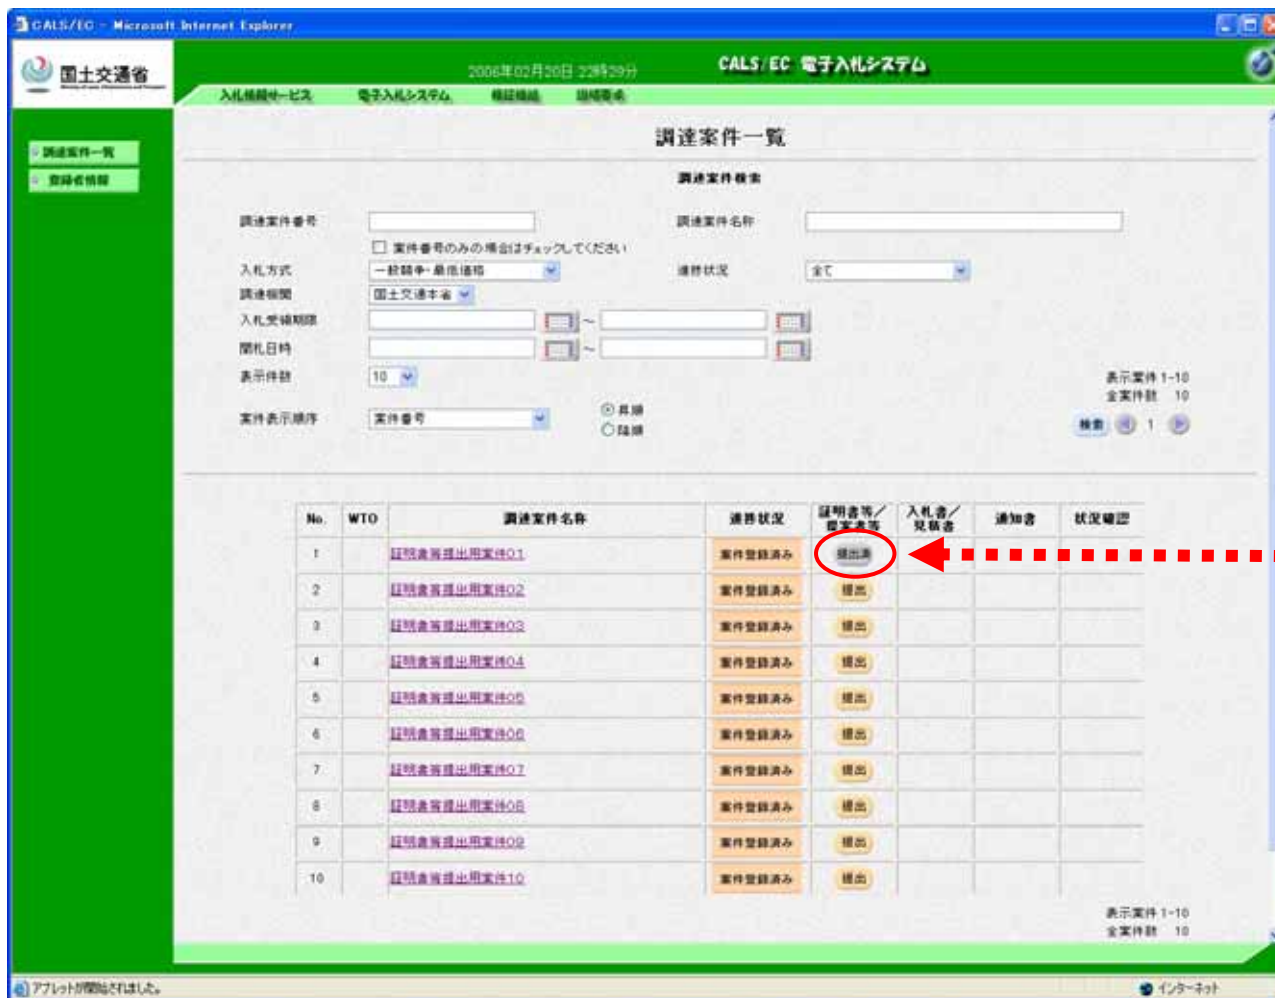 CALS/EC - Microsoft Internet Explorer
国土交通省
2006年02月20日 22時29分
CALS/EC 電子入札システム
入札情報サービス 電子入札システム 検証機能 説明要求
調達案件一覧
登録者情報
調達案件一覧
調達案件検索
調達案件番号 調達案件名称
案件番号のみの場合はチェックしてください
入札方式 一般競争・最低価格 進捗状況 全て
調達機関 国土交通本省
入札受領期限 ~
開札日時 ~
表示件数 10
案件表示順序 案件番号 昇順
降順
表示案件 1-10
全案件数 10
検索 1
No. WTO 調達案件名称 進捗状況 証明書等/提案書等 入札書/見積書 通知書 状況確認
1 証明書等提出用案件01 案件登録済み 提出済
2 証明書等提出用案件02 案件登録済み 提出
3 証明書等提出用案件03 案件登録済み 提出
4 証明書等提出用案件04 案件登録済み 提出
5 証明書等提出用案件05 案件登録済み 提出
6 証明書等提出用案件06 案件登録済み 提出
7 証明書等提出用案件07 案件登録済み 提出
8 証明書等提出用案件08 案件登録済み 提出
9 証明書等提出用案件09 案件登録済み 提出
10 証明書等提出用案件10 案件登録済み 提出
表示案件 1-10
全案件数 10
アプレットが開始されました。 インターネット